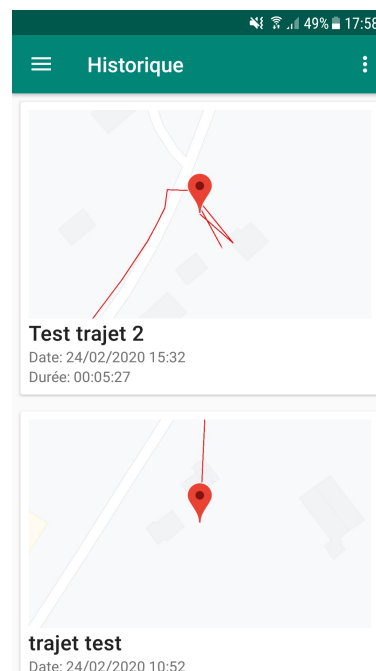 49% 17:58
Historique
Test trajet 2
Date: 24/02/2020 15:32
Durée: 00:05:27
trajet test
Date: 24/02/2020 10:52